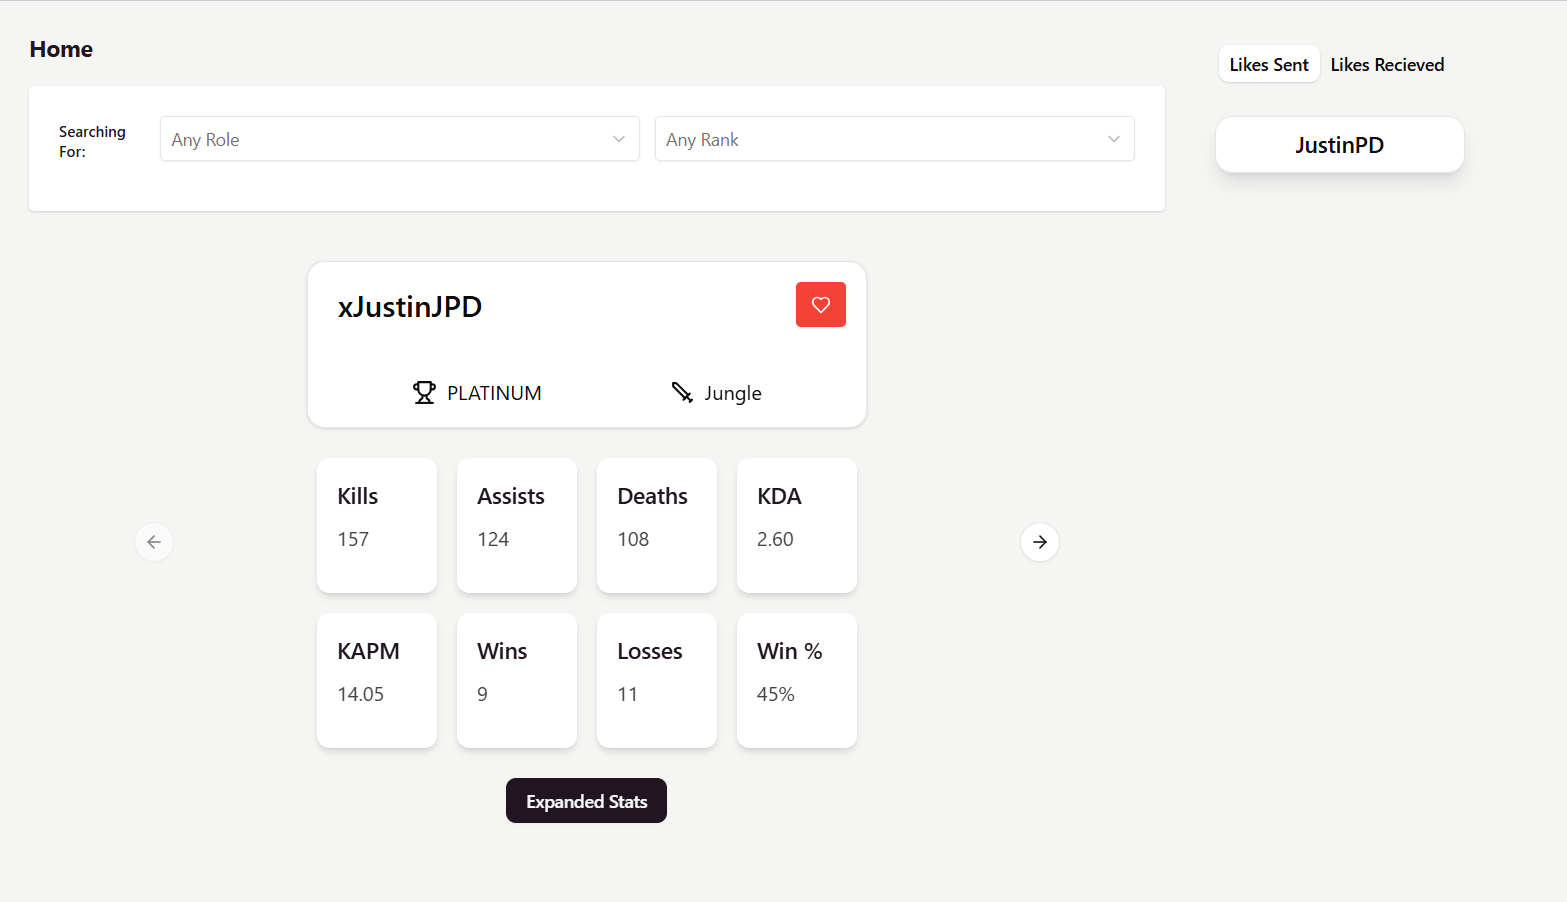 Home
Likes Sent
Likes Recieved
Searching
For:
Any Role
Any Rank
JustinPD
xJustinJPD
PLATINUM
Jungle
Kills
157
Assists
124
Deaths
108
KDA
2.60
KAPM
14.05
Wins
9
Losses
11
Win %
45%
Expanded Stats